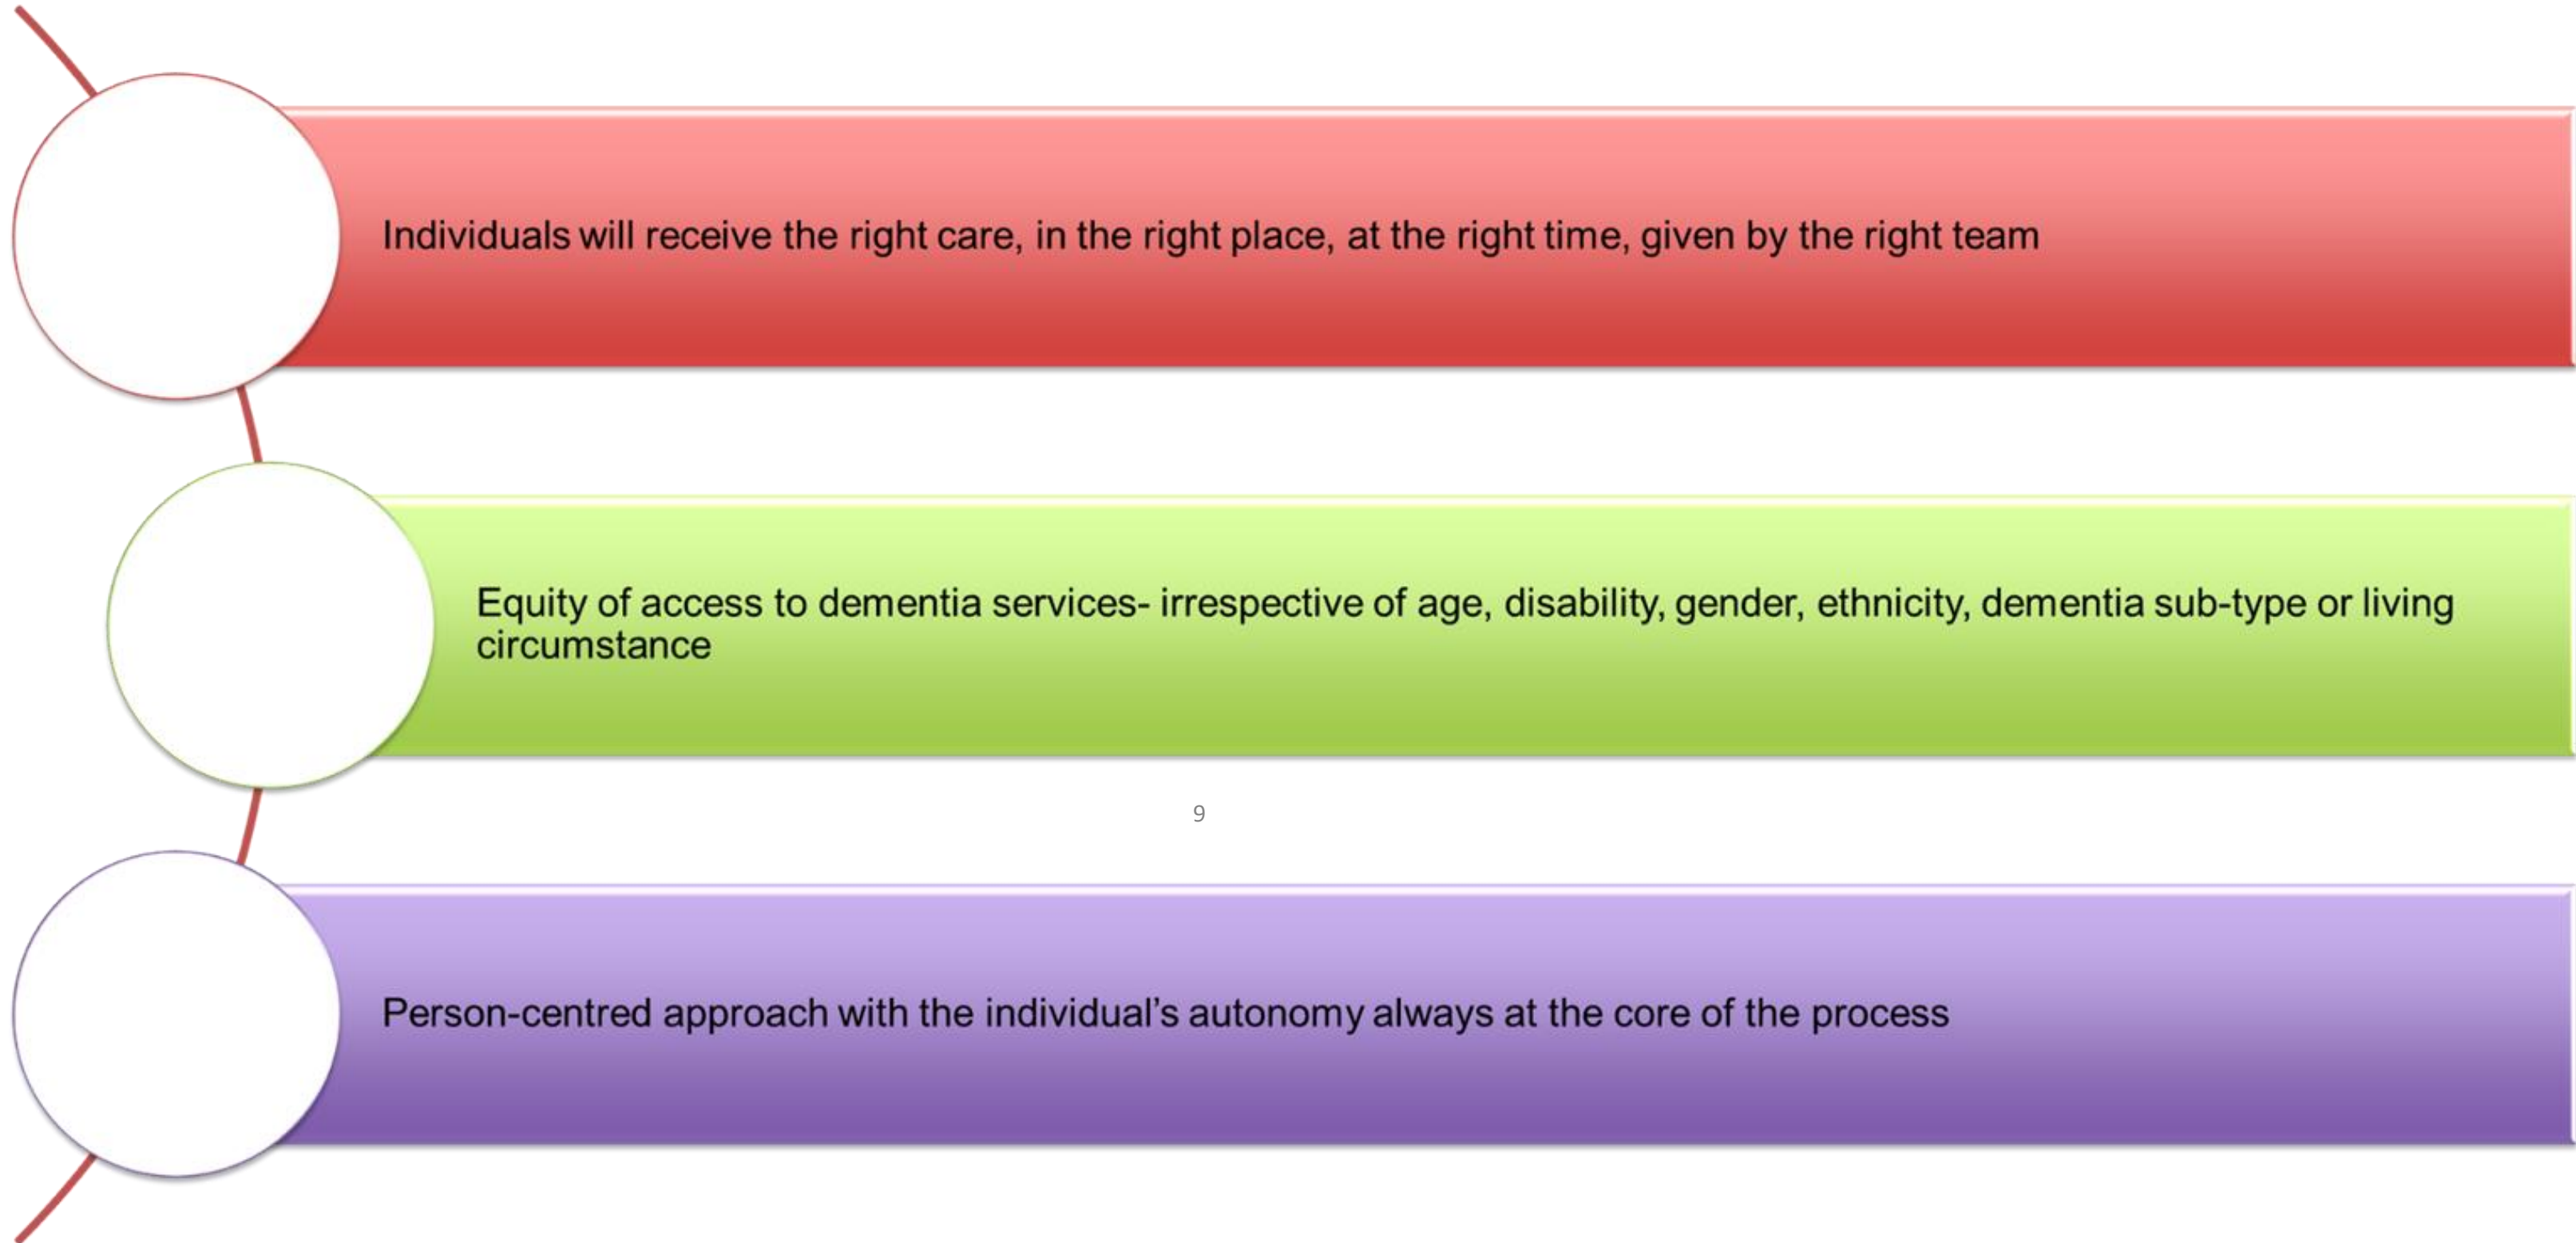 Individuals will receive the right care, in the right place, at the right time, given by the right team
Equity of access to dementia services- irrespective of age, disability, gender, ethnicity, dementia sub-type or living
circumstance
9
Person-centred approach with the individual’s autonomy always at the core of the process